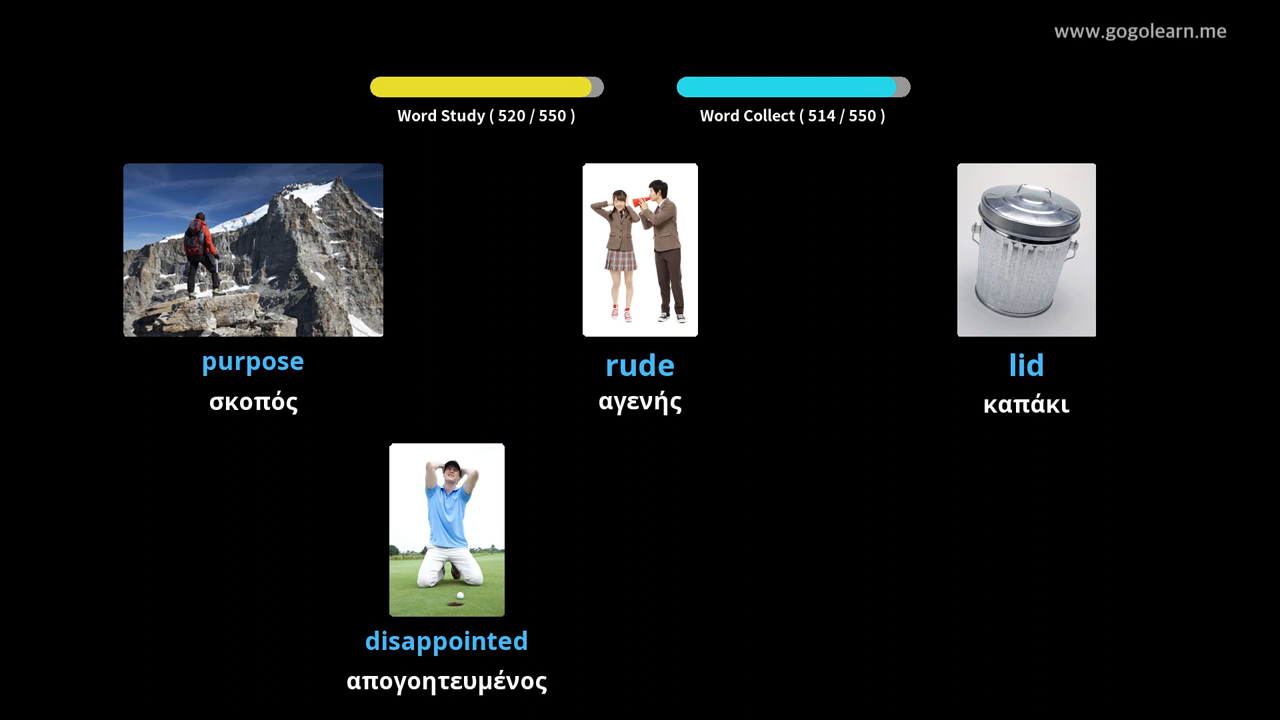 www.gogolearn.me
Word Study ( 520 / 550 )
Word Collect ( 514 / 550 )
purpose
σκοπός
rude
αγενής
lid
καπάκι
disappointed
απογοητευμένος